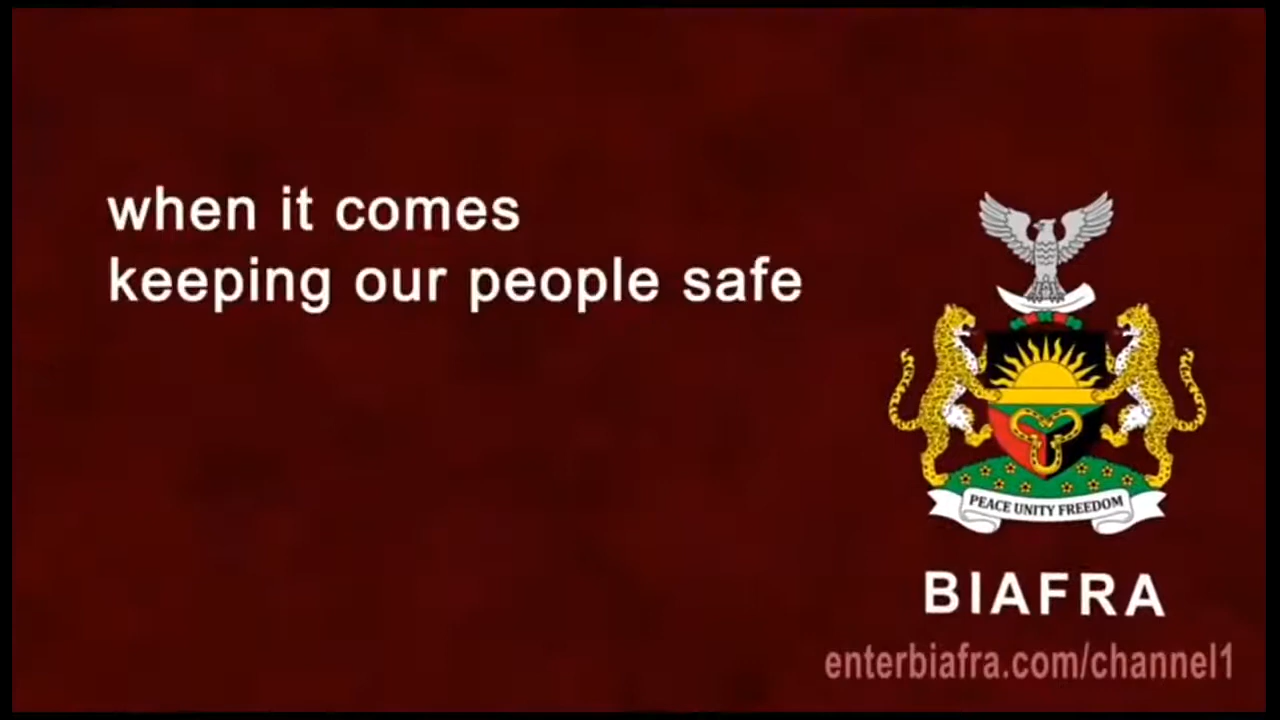 when it comes
keeping our people safe
PEACE UNITY FREEDOM
BIAFRA
enterbiafra.com/channel1